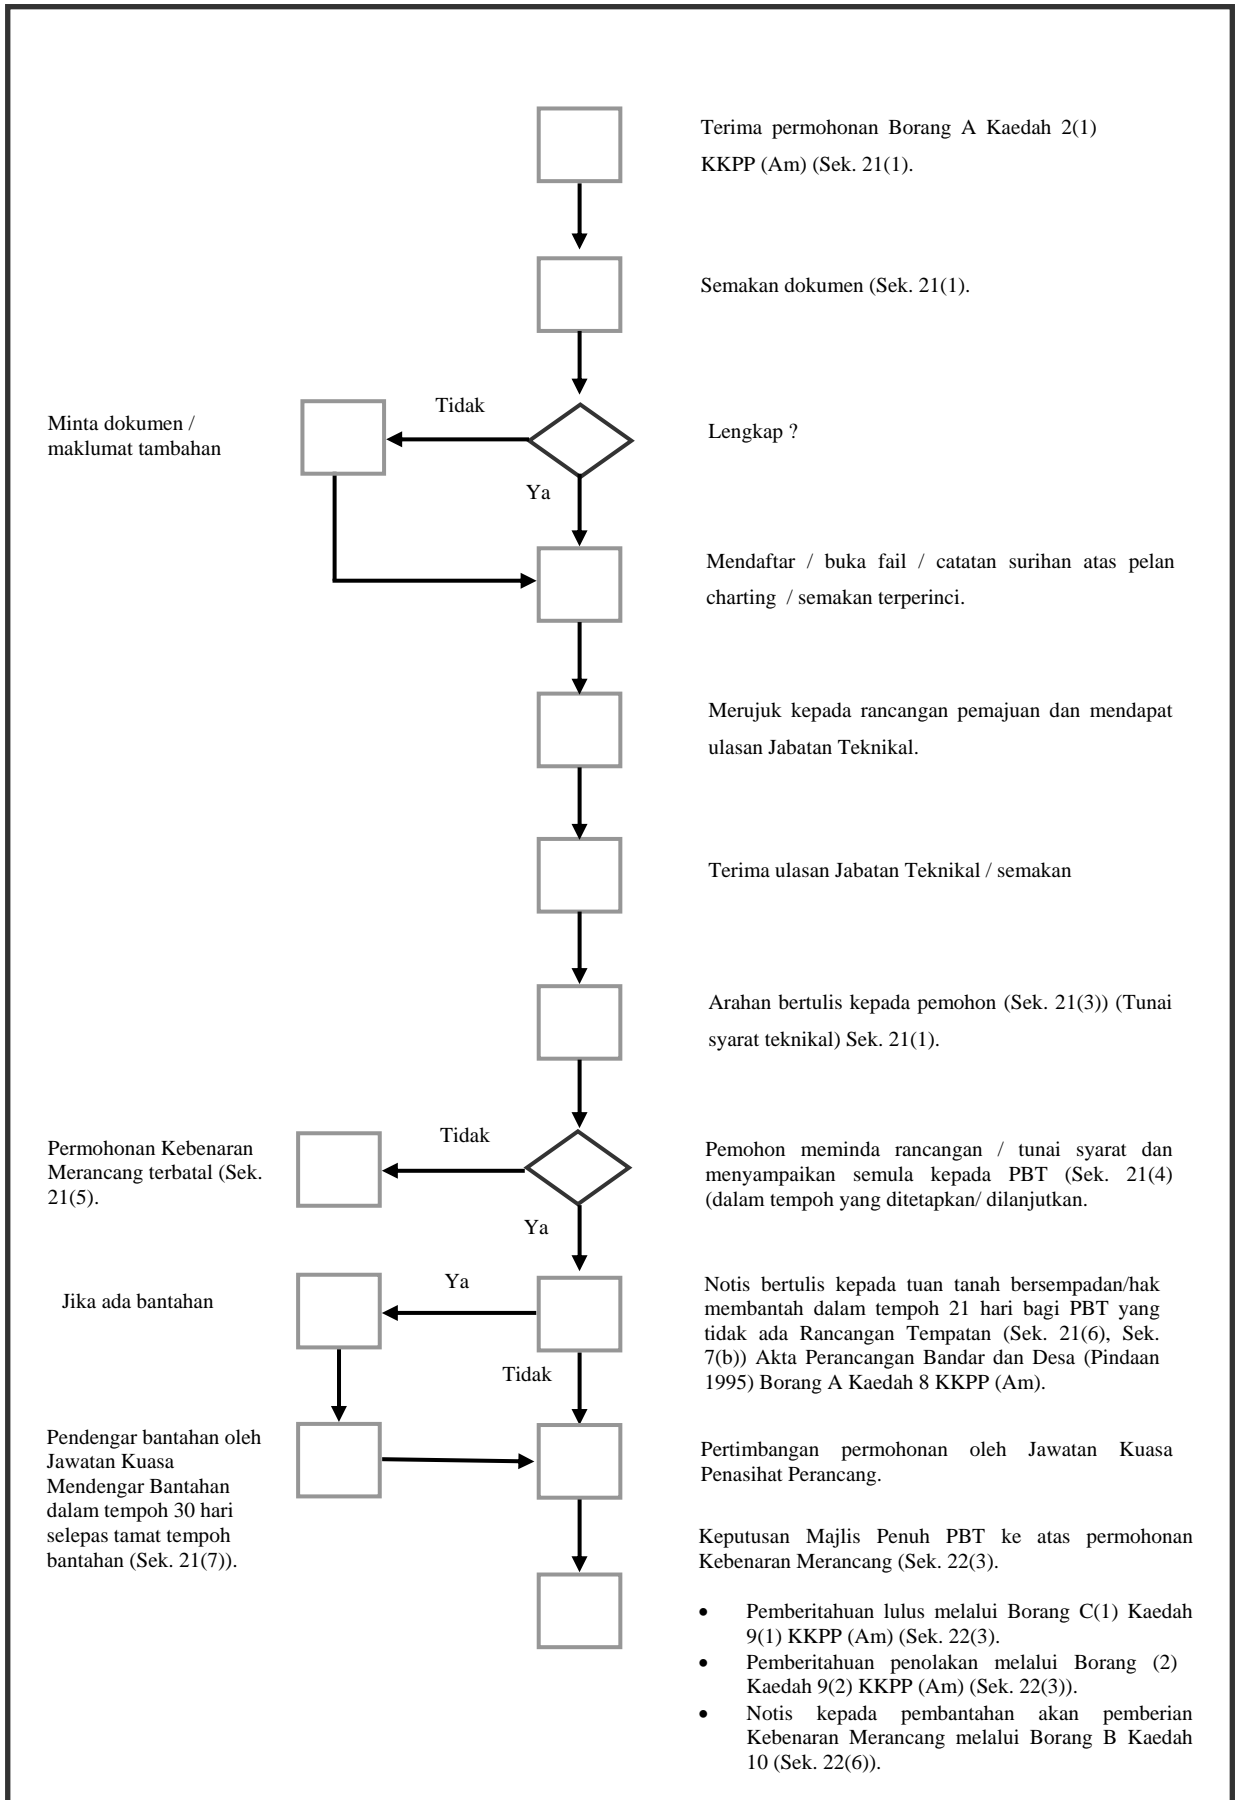 Terima permohonan Borang A Kaedah 2(1)
KKPP (Am) (Sek. 21(1).
Semakan dokumen (Sek. 21(1).
Tidak
Minta dokumen /
maklumat tambahan
Lengkap ?
Ya
Mendaftar / buka fail / catatan surihan atas pelan
charting / semakan terperinci.
Merujuk kepada rancangan pemajuan dan mendapat
ulasan Jabatan Teknikal.
Terima ulasan Jabatan Teknikal / semakan
Arahan bertulis kepada pemohon (Sek. 21(3)) (Tunai
syarat teknikal) Sek. 21(1).
Tidak
Permohonan Kebenaran
Merancang terbatal (Sek.
21(5).
Pemohon meminda rancangan / tunai syarat dan
menyampaikan semula kepada PBT (Sek. 21(4)
(dalam tempoh yang ditetapkan/ dilanjutkan.
Ya
Ya
Jika ada bantahan
Notis bertulis kepada tuan tanah bersempadan/hak
membantah dalam tempoh 21 hari bagi PBT yang
tidak ada Rancangan Tempatan (Sek. 21(6), Sek.
7(b)) Akta Perancangan Bandar dan Desa (Pindaan
1995) Borang A Kaedah 8 KKPP (Am).
Tidak
Pendengar bantahan oleh
Jawatan Kuasa
Mendengar Bantahan
dalam tempoh 30 hari
selepas tamat tempoh
bantahan (Sek. 21(7)).
Pertimbangan permohonan oleh Jawatan Kuasa
Penasihat Perancang.
Keputusan Majlis Penuh PBT ke atas permohonan
Kebenaran Merancang (Sek. 22(3).
• Pemberitahuan lulus melalui Borang C(1) Kaedah
9(1) KKPP (Am) (Sek. 22(3).
• Pemberitahuan penolakan melalui Borang (2)
Kaedah 9(2) KKPP (Am) (Sek. 22(3)).
• Notis kepada pembantahan akan pemberian
Kebenaran Merancang melalui Borang B Kaedah
10 (Sek. 22(6)).